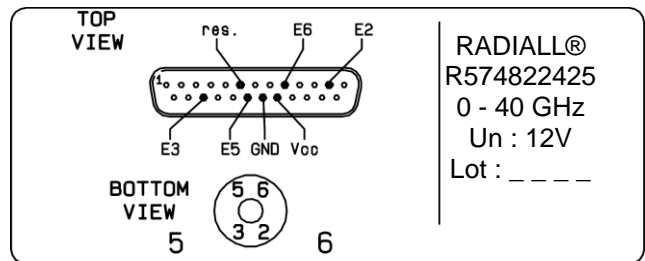 TOP
VIEW
res. E6 E2
1
E3 E5 GND Vcc
BOTTOM
VIEW
5 6
3 2
5 6
RADIALL®
R574822425
0 - 40 GHz
Un : 12V
Lot : _ _ _ _